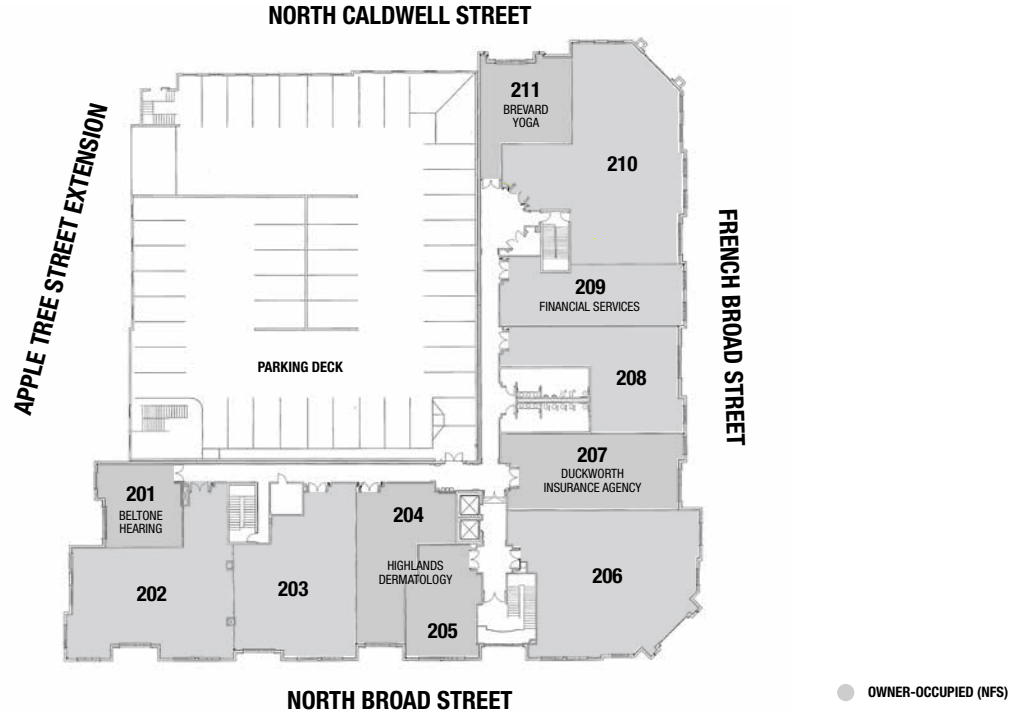 NORTH CALDWELL STREET
APPLE TREE STREET EXTENSION
FRENCH BROAD STREET
211
BREVARD
YOGA
210
209
FINANCIAL SERVICES
PARKING DECK
208
207
DUCKWORTH
INSURANCE AGENCY
201
BELTONE
HEARING
204
HIGHLANDS
DERMATOLOGY
202
203
205
206
NORTH BROAD STREET
OWNER-OCCUPIED (NFS)